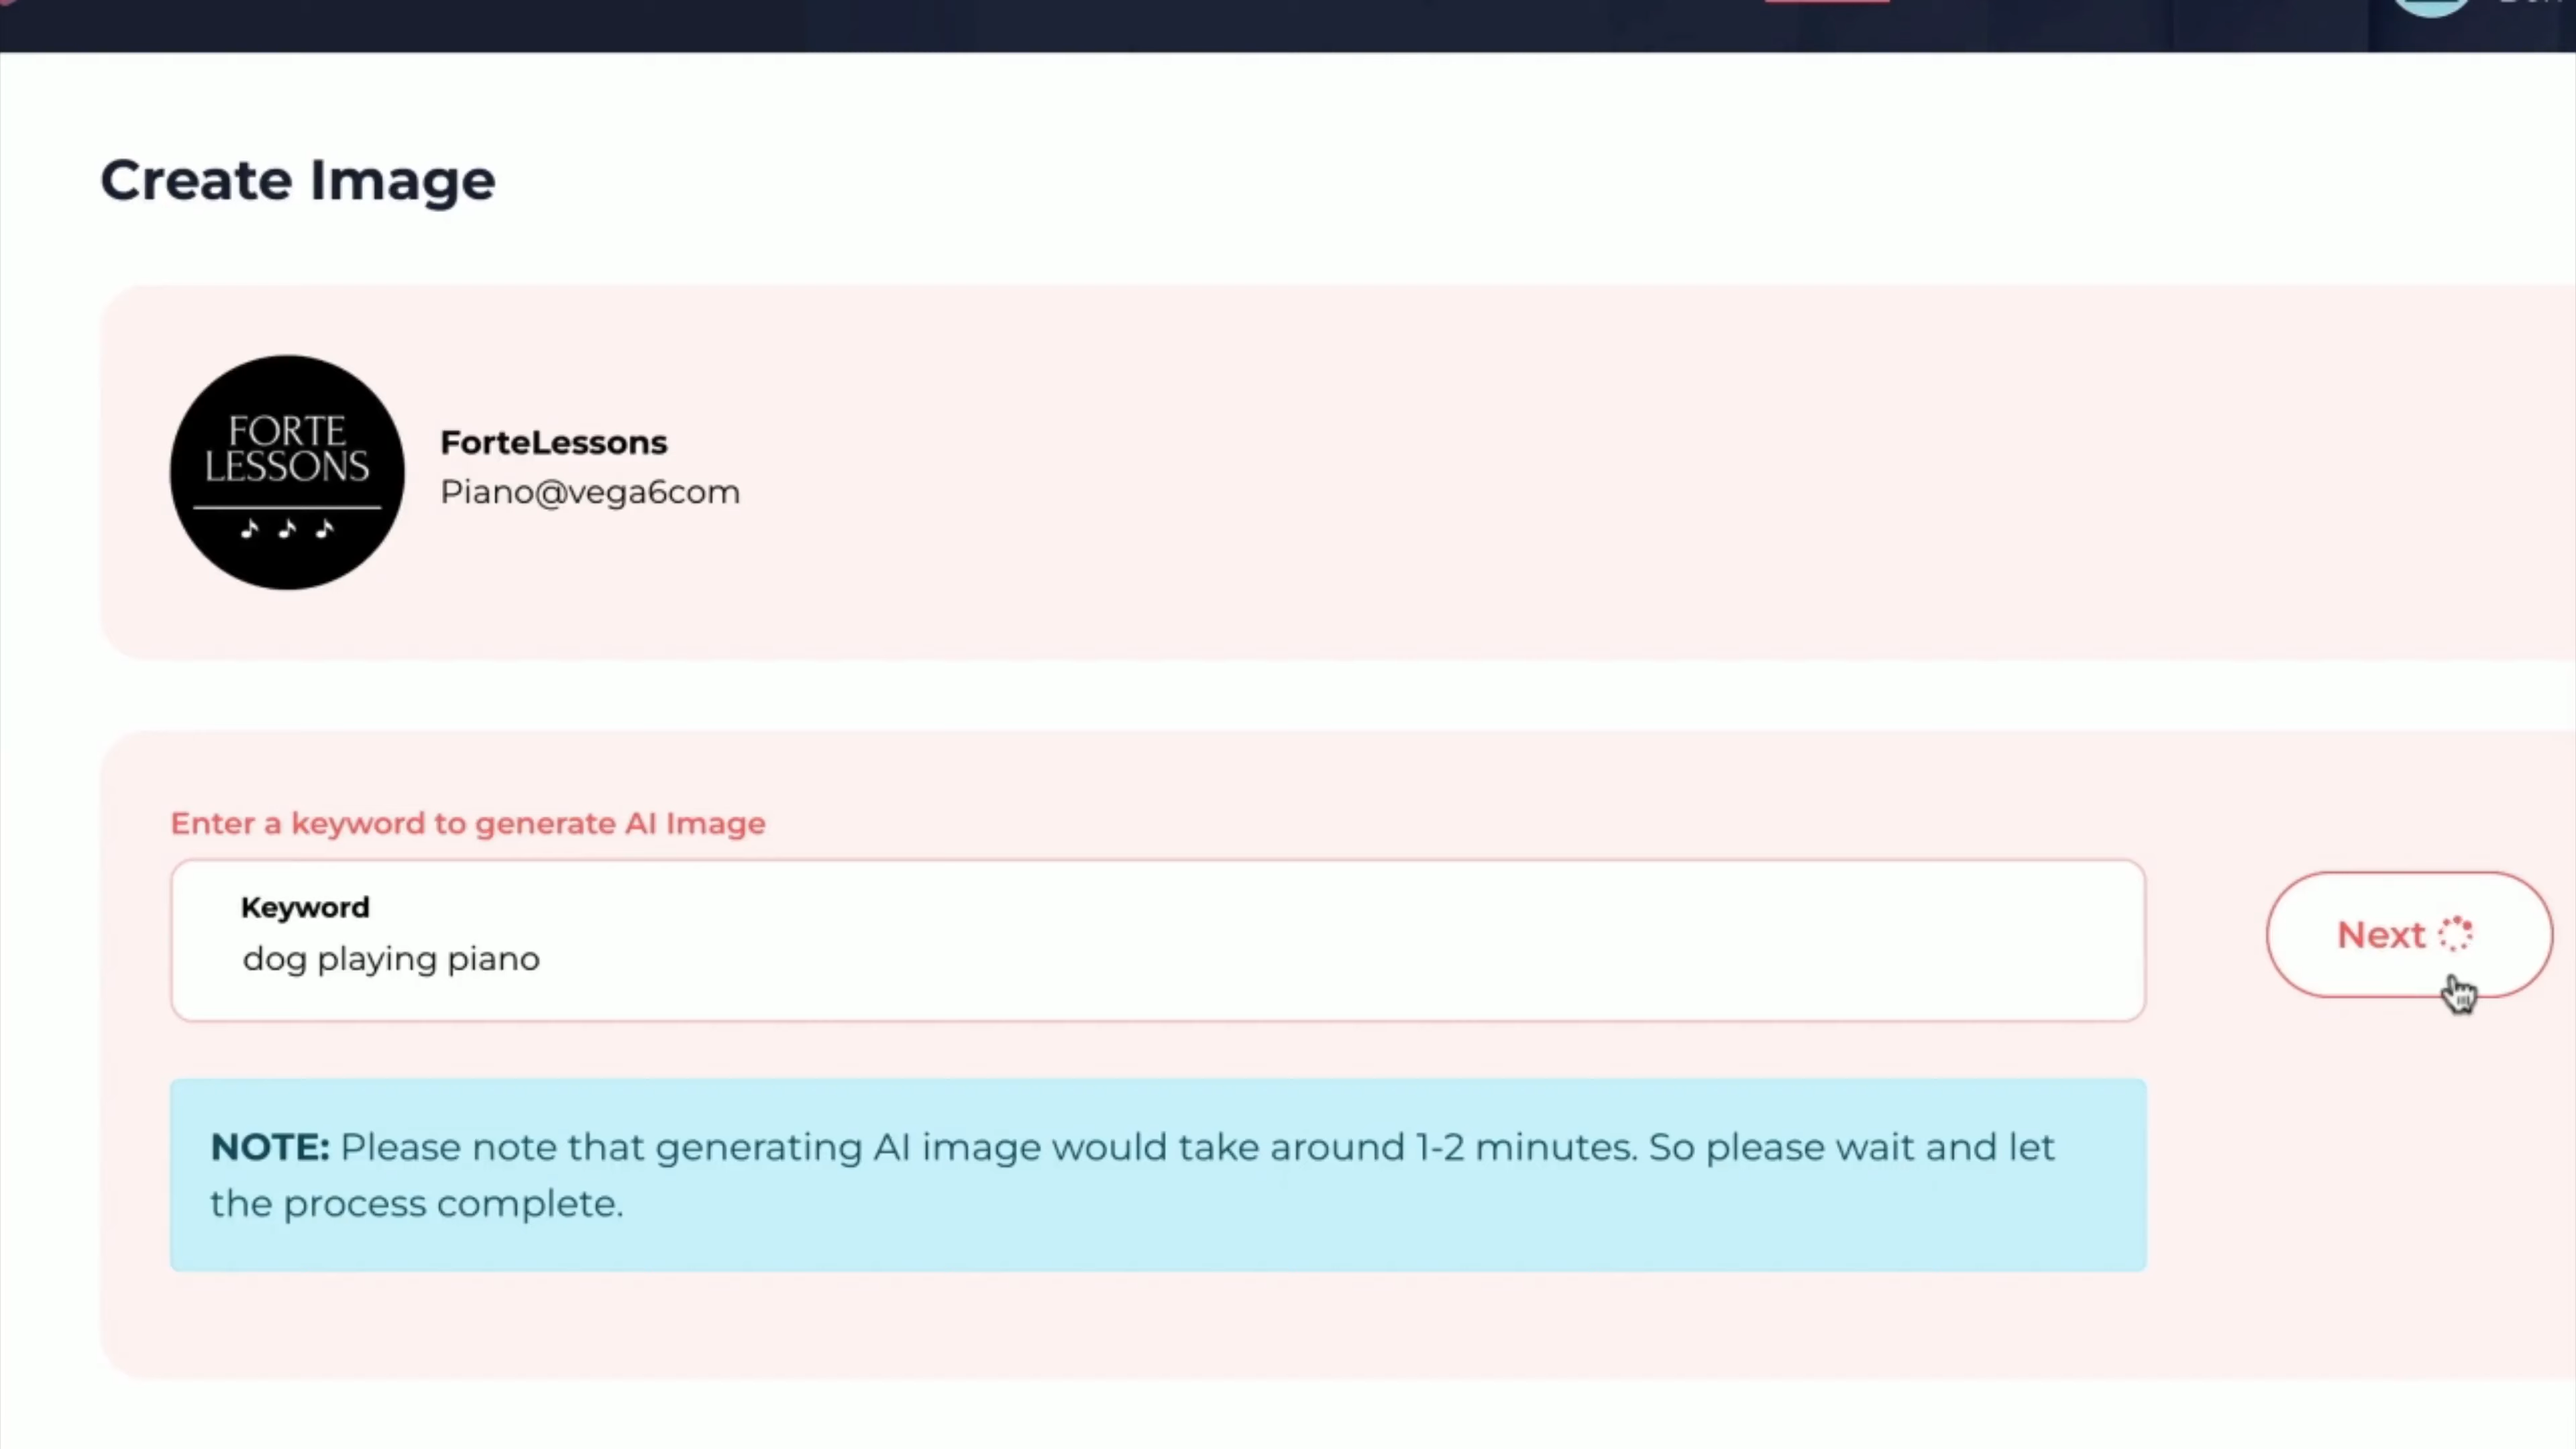 Create Image
FORTE
LESSONS
ForteLessons
Piano@vega6com
Enter a keyword to generate AI Image
Keyword
dog playing piano
Next
NOTE: Please note that generating AI image would take around 1-2 minutes. So please wait and let
the process complete.